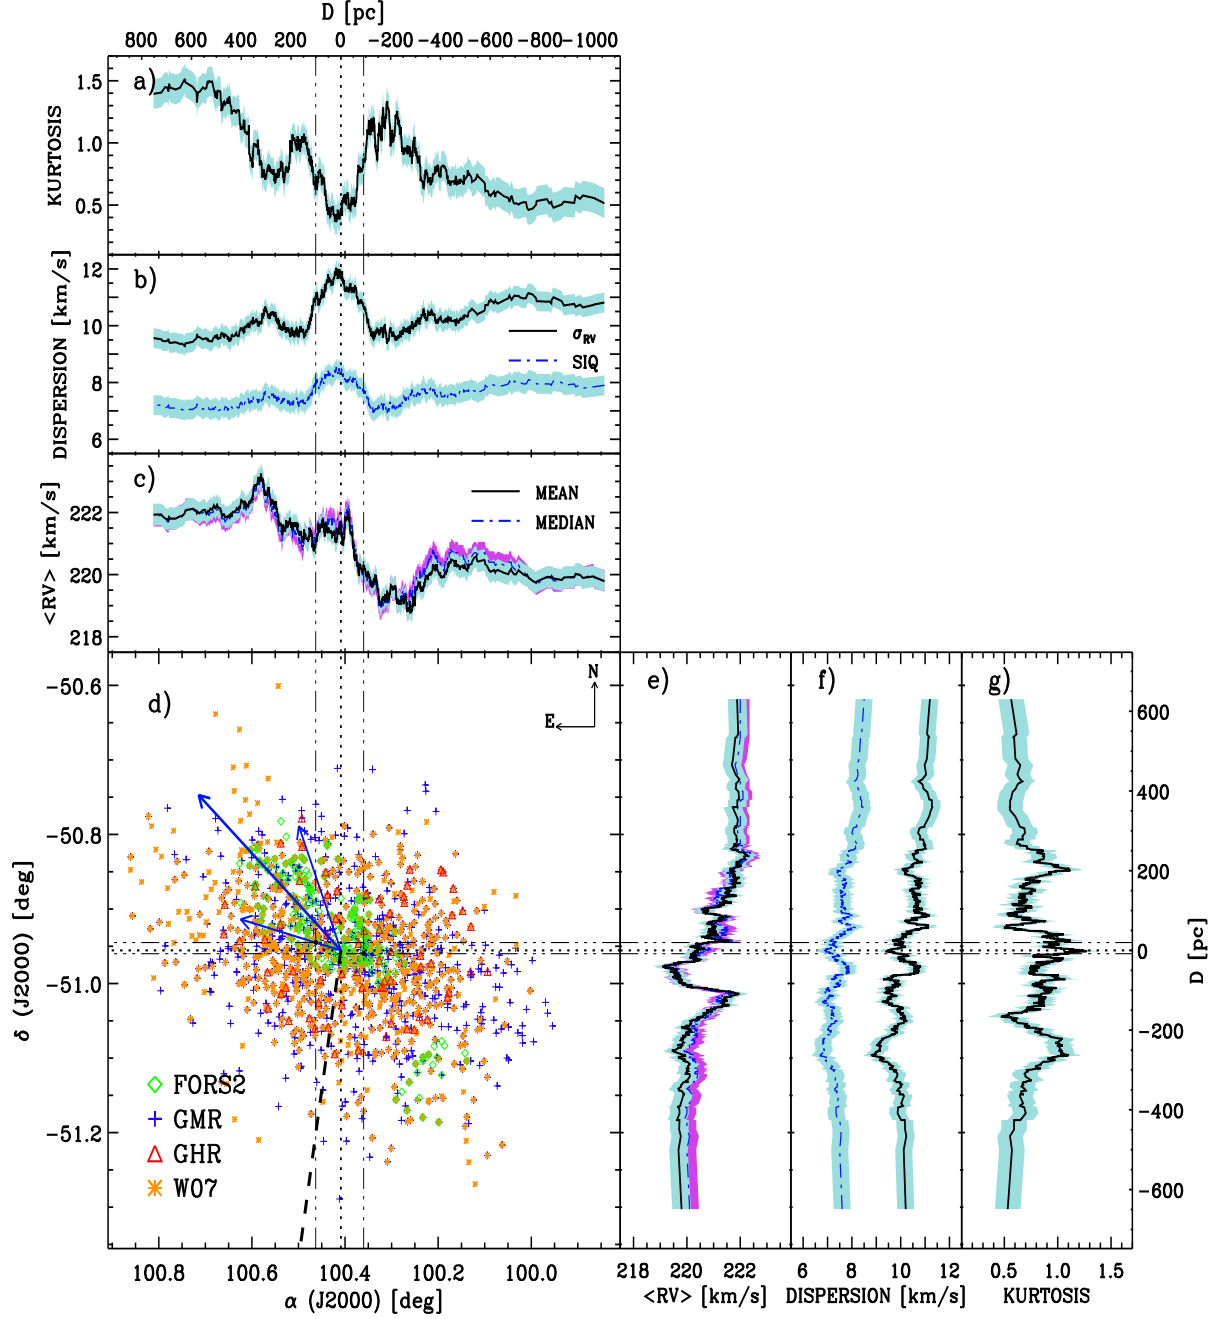 D [pc]
800 600 400 200 0 -200 -400 -600 -800 -1000
a)
KURTOSIS
1.5
1.0
0.5
b)
DISPERSION [km/s]
12
10
8
6
σRV
SIQ
c)
<RV> [km/s]
222
220
218
MEAN
MEDIAN
d)
N
E
δ (J2000) [deg]
-50.6
-50.8
-51.0
-51.2
FORS2
GMR
GHR
W07
100.8 100.6 100.4 100.2 100.0
α (J2000) [deg]
e)
218 220 222
<RV> [km/s]
f)
6 8 10 12
DISPERSION [km/s]
g)
0.5 1.0 1.5
KURTOSIS
600
400
200
0
-200
-400
-600
D [pc]